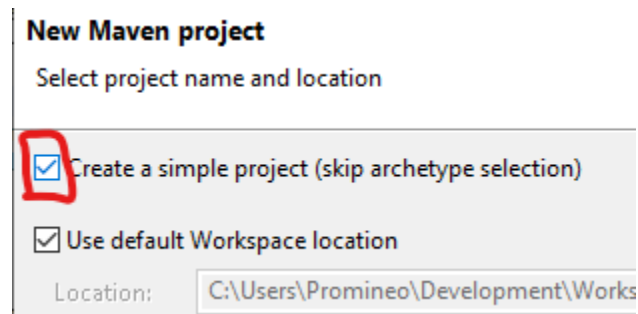 New Maven project
Select project name and location
Create a simple project (skip archetype selection)
Use default Workspace location
Location: C:\Users\Promineo\Development\Works